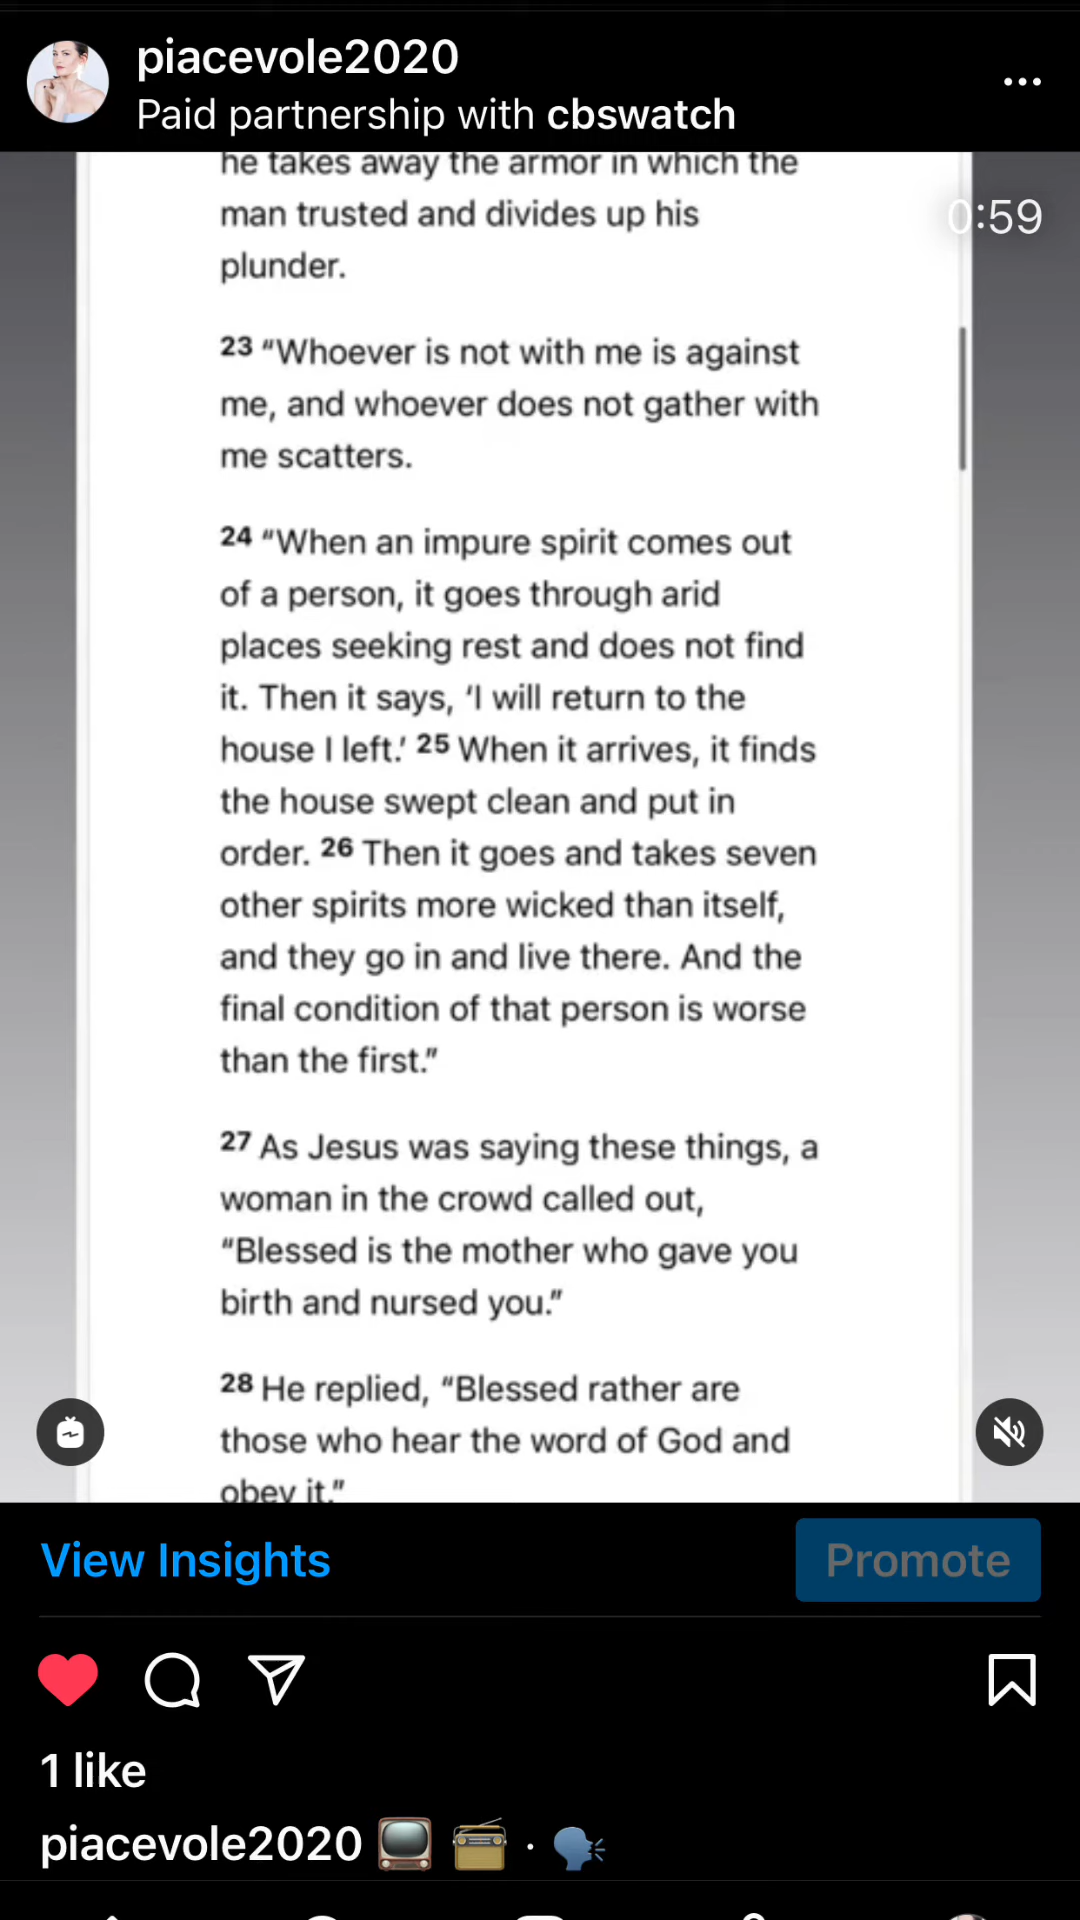 piacevole2020
Paid partnership with cbswatch
he takes away the armor in which the
man trusted and divides up his
plunder.
0:59
23 “Whoever is not with me is against
me, and whoever does not gather with
me scatters.
24 “When an impure spirit comes out
of a person, it goes through arid
places seeking rest and does not find
it. Then it says, ‘I will return to the
house I left.’ 25 When it arrives, it finds
the house swept clean and put in
order. 26 Then it goes and takes seven
other spirits more wicked than itself,
and they go in and live there. And the
final condition of that person is worse
than the first.”
27 As Jesus was saying these things, a
woman in the crowd called out,
“Blessed is the mother who gave you
birth and nursed you.”
28 He replied, “Blessed rather are
those who hear the word of God and
obey it.”
View Insights
Promote
1 like
piacevole2020 📺 📻 · 🗣